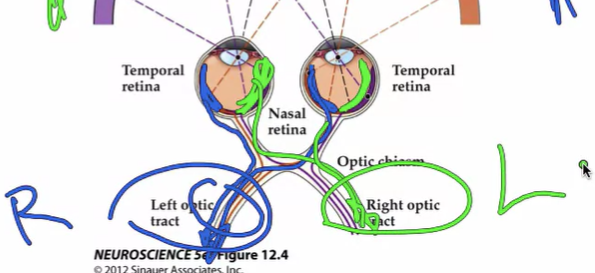 Temporal
retina
Temporal
retina
Nasal
retina
Optic chiasm
R
L
Left optic
tract
Right optic
tract
NEUROSCIENCE 5e, Figure 12.4
© 2012 Sinauer Associates, Inc.